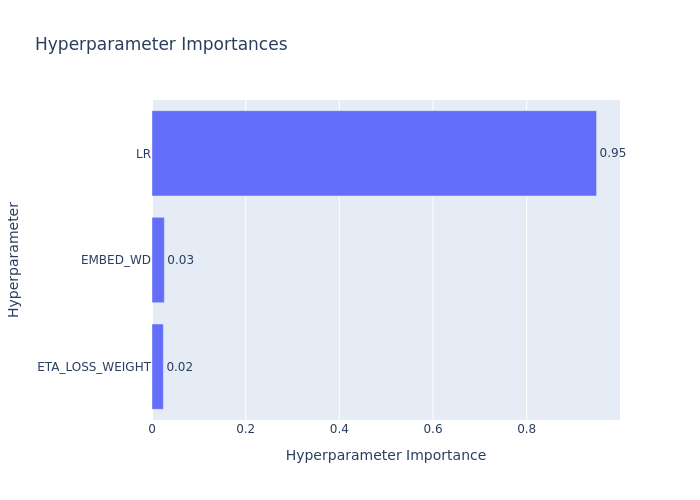 Hyperparameter Importances
Hyperparameter
LR
0.95
EMBED_WD
0.03
ETA_LOSS_WEIGHT
0.02
0
0.2
0.4
0.6
0.8
Hyperparameter Importance